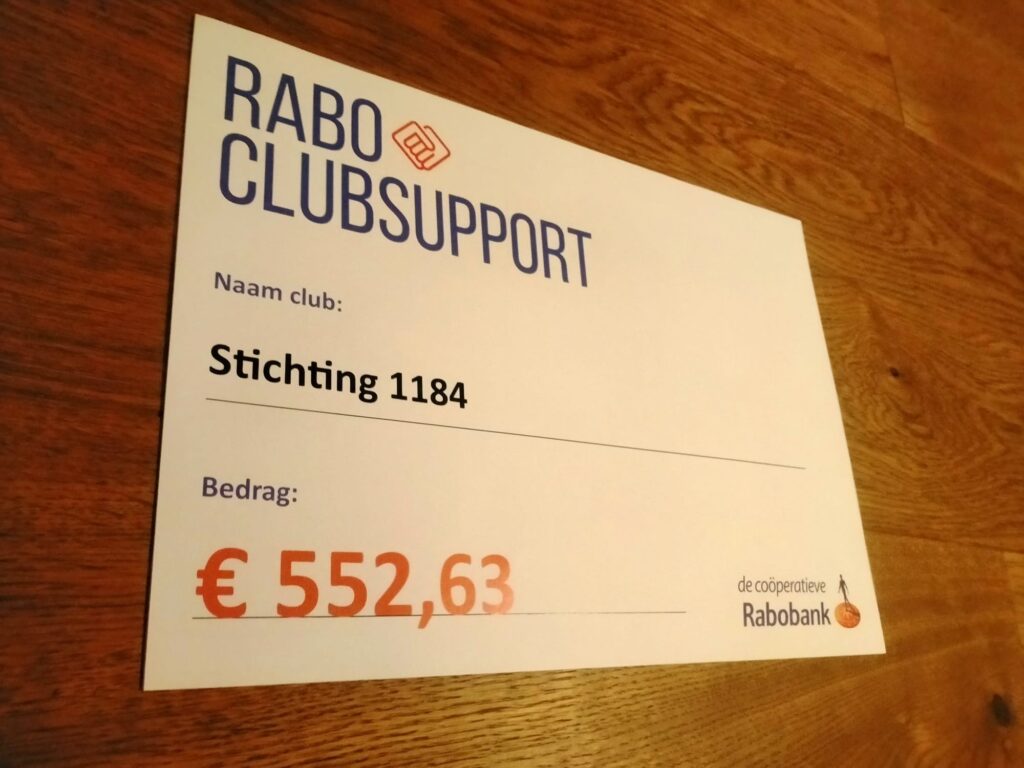 RABO
CLUBSUPPORT
Naam club:
Stichting 1184
Bedrag:
€ 552,63
de coöperatieve
Rabobank